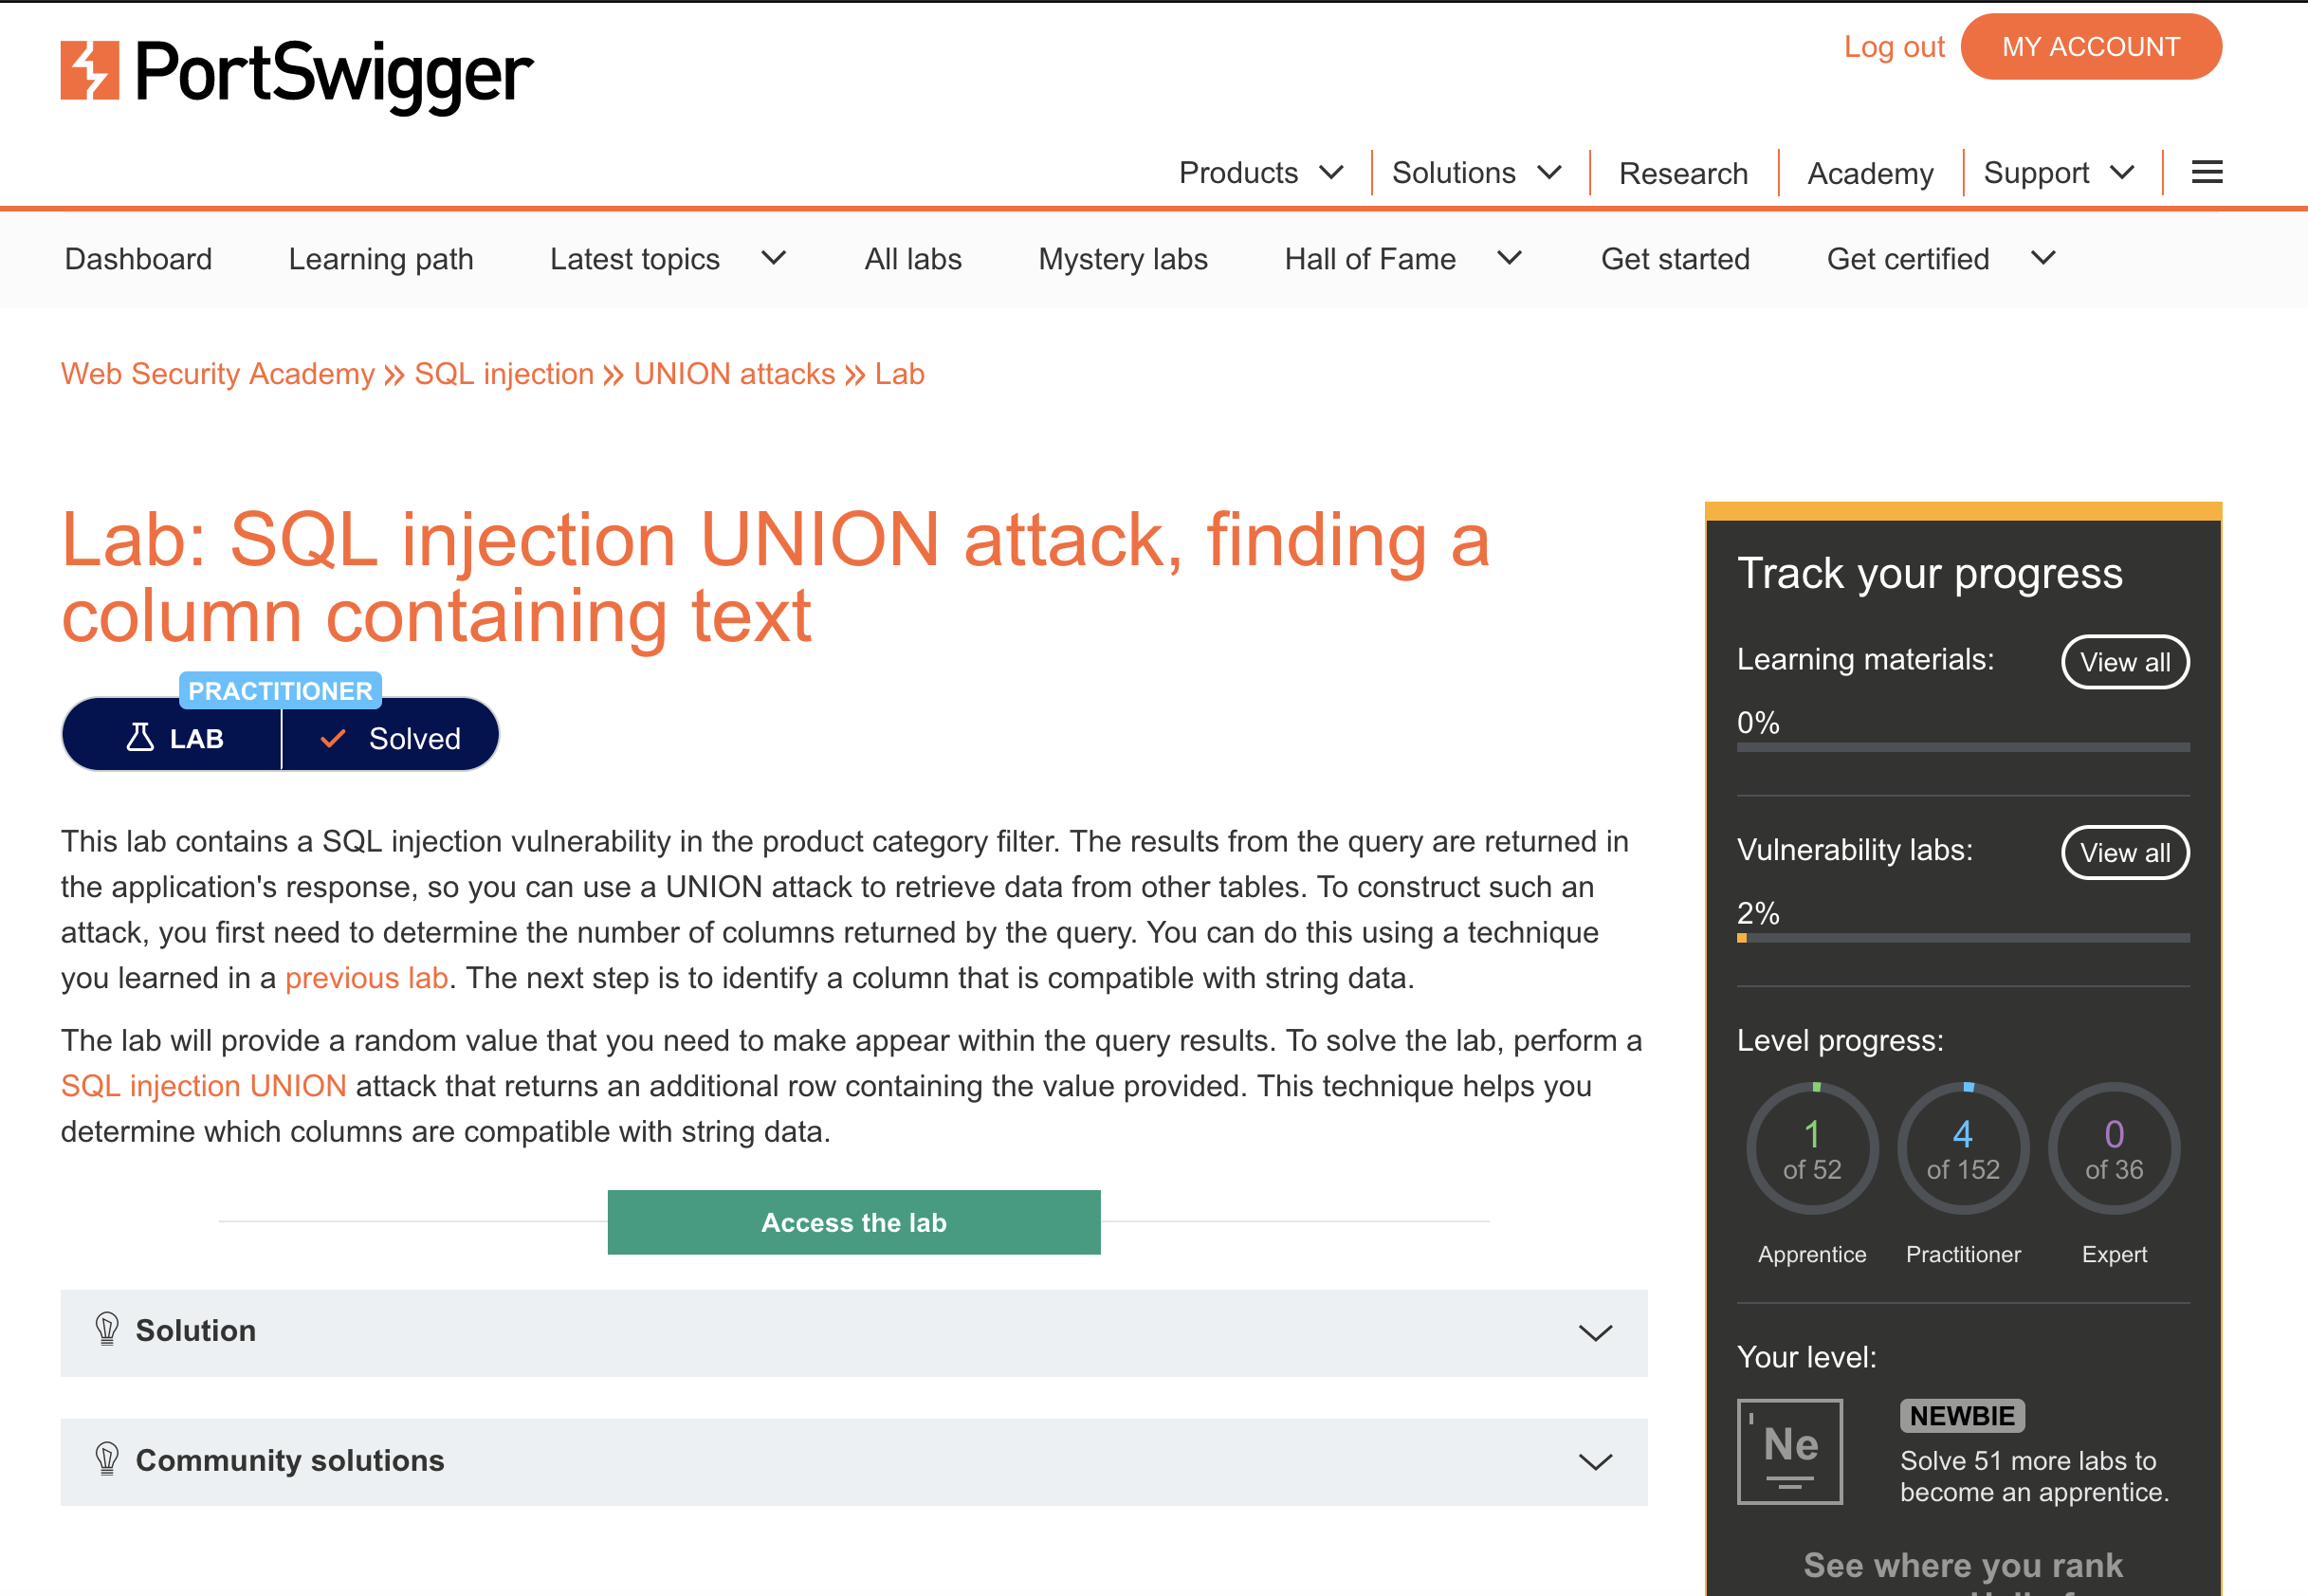 PortSwigger
Log out
MY ACCOUNT
Products
Solutions
Research
Academy
Support
Dashboard
Learning path
Latest topics
All labs
Mystery labs
Hall of Fame
Get started
Get certified
Web Security Academy » SQL injection » UNION attacks » Lab
Lab: SQL injection UNION attack, finding a
column containing text
PRACTITIONER
LAB
Solved
This lab contains a SQL injection vulnerability in the product category filter. The results from the query are returned in
the application's response, so you can use a UNION attack to retrieve data from other tables. To construct such an
attack, you first need to determine the number of columns returned by the query. You can do this using a technique
you learned in a previous lab. The next step is to identify a column that is compatible with string data.
The lab will provide a random value that you need to make appear within the query results. To solve the lab, perform a
SQL injection UNION attack that returns an additional row containing the value provided. This technique helps you
determine which columns are compatible with string data.
Access the lab
Solution
Community solutions
Track your progress
Learning materials:
View all
0%
Vulnerability labs:
View all
2%
Level progress:
1
of 52
4
of 152
0
of 36
Apprentice
Practitioner
Expert
Your level:
Ne
NEWBIE
Solve 51 more labs to
become an apprentice.
See where you rank